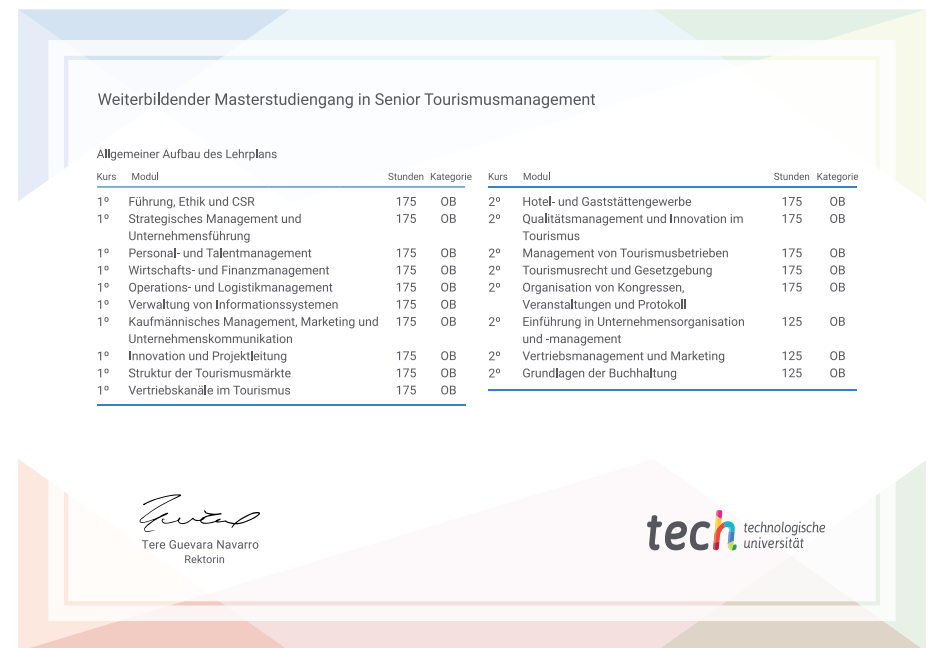 Weiterbildender Masterstudiengang in Senior Tourismusmanagement
Allgemeiner Aufbau des Lehrplans
Kurs Modul Stunden Kategorie
1º Führung, Ethik und CSR 175 OB
1º Strategisches Management und 175 OB
Unternehmensführung
1º Personal- und Talentmanagement 175 OB
1º Wirtschafts- und Finanzmanagement 175 OB
1º Operations- und Logistikmanagement 175 OB
1º Verwaltung von Informationssystemen 175 OB
1º Kaufmännisches Management, Marketing und 175 OB
Unternehmenskommunikation
1º Innovation und Projektleitung 175 OB
1º Struktur der Tourismusmärkte 175 OB
1º Vertriebskanäle im Tourismus 175 OB
Kurs Modul Stunden Kategorie
2º Hotel- und Gaststättengewerbe 175 OB
2º Qualitätsmanagement und Innovation im 175 OB
Tourismus
2º Management von Tourismusbetrieben 175 OB
2º Tourismusrecht und Gesetzgebung 175 OB
2º Organisation von Kongressen, 175 OB
Veranstaltungen und Protokoll
2º Einführung in Unternehmensorganisation 125 OB
und -management
2º Vertriebsmanagement und Marketing 125 OB
2º Grundlagen der Buchhaltung 125 OB
Tere Guevara Navarro
Rektorin
tech technologische
universität